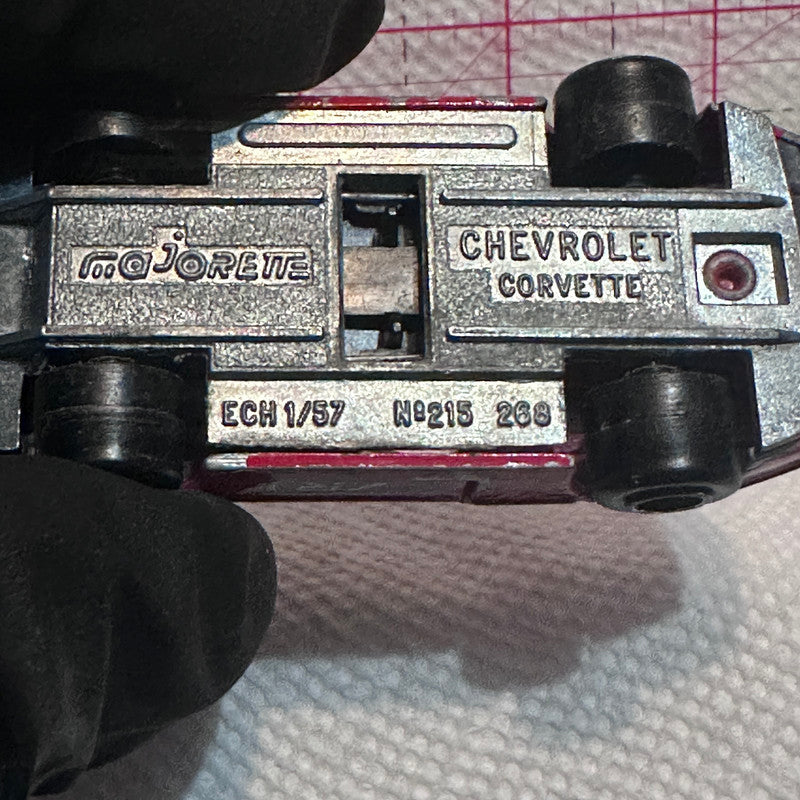 majorette
CHEVROLET
CORVETTE
ECH 1/57 Nº215 268